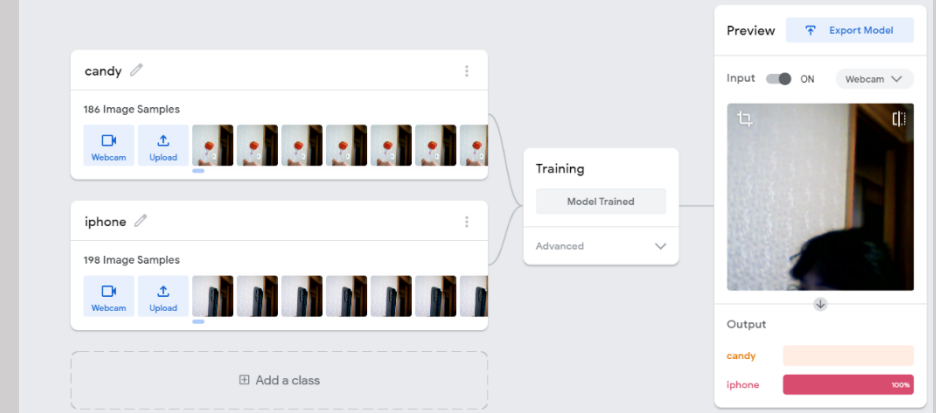 candy
186 Image Samples
Webcam
Upload
iphone
198 Image Samples
Webcam
Upload
Add a class
Training
Model Trained
Advanced
Preview
Export Model
Input ON Webcam
Output
candy
iphone 100%